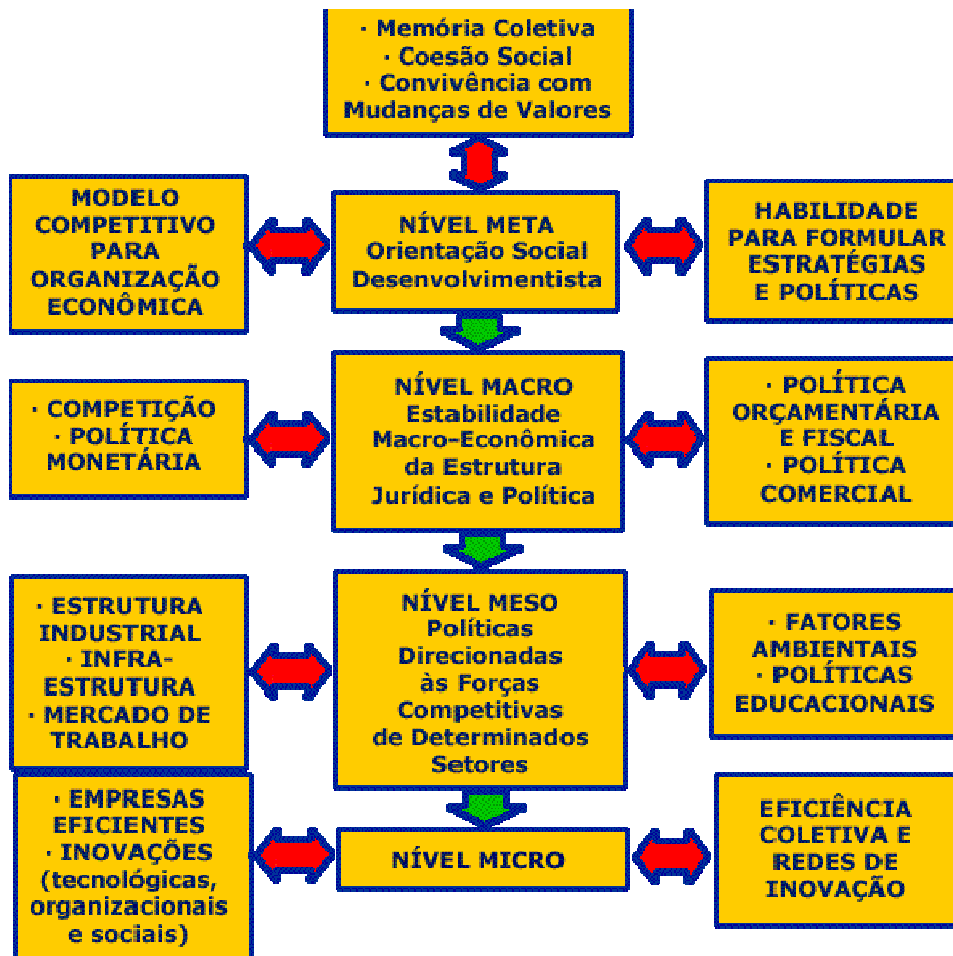 · Memória Coletiva
· Coesão Social
· Convivência com
Mudanças de Valores
MODELO
COMPETITIVO
PARA
ORGANIZAÇÃO
ECONÔMICA
NÍVEL META
Orientação Social
Desenvolvimentista
HABILIDADE
PARA FORMULAR
ESTRATÉGIAS
E POLÍTICAS
· COMPETIÇÃO
· POLÍTICA
MONETÁRIA
NÍVEL MACRO
Estabilidade
Macro-Econômica
da Estrutura
Jurídica e Política
· POLÍTICA
ORÇAMENTÁRIA
E FISCAL
· POLÍTICA
COMERCIAL
· ESTRUTURA
INDUSTRIAL
· INFRA-
ESTRUTURA
· MERCADO DE
TRABALHO
NÍVEL MESO
Políticas
Direcionadas
às Forças
Competitivas
de Determinados
Setores
· FATORES
AMBIENTAIS
· POLÍTICAS
EDUCACIONAIS
· EMPRESAS
EFICIENTES
· INOVAÇÕES
(tecnológicas,
organizacionais
e sociais)
NÍVEL MICRO
EFICIÊNCIA
COLETIVA E
REDES DE
INOVAÇÃO